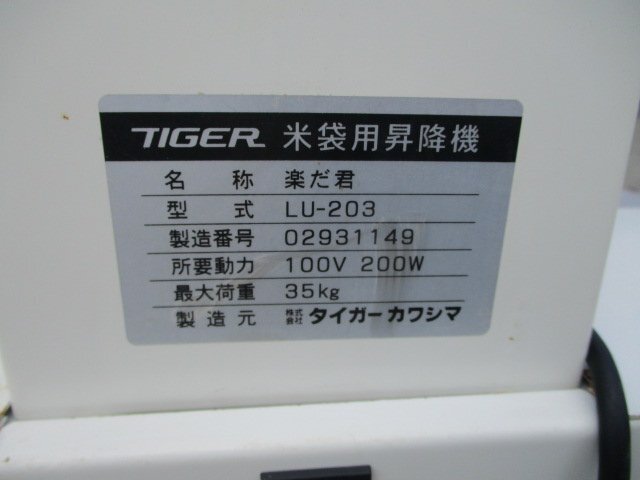 TIGER 米袋用昇降機
名 称 楽だ君
型 式 LU-203
製造番号 02931149
所要動力 100V 200W
最大荷重 35kg
製 造 元 株式会社 タイガーカワシマ